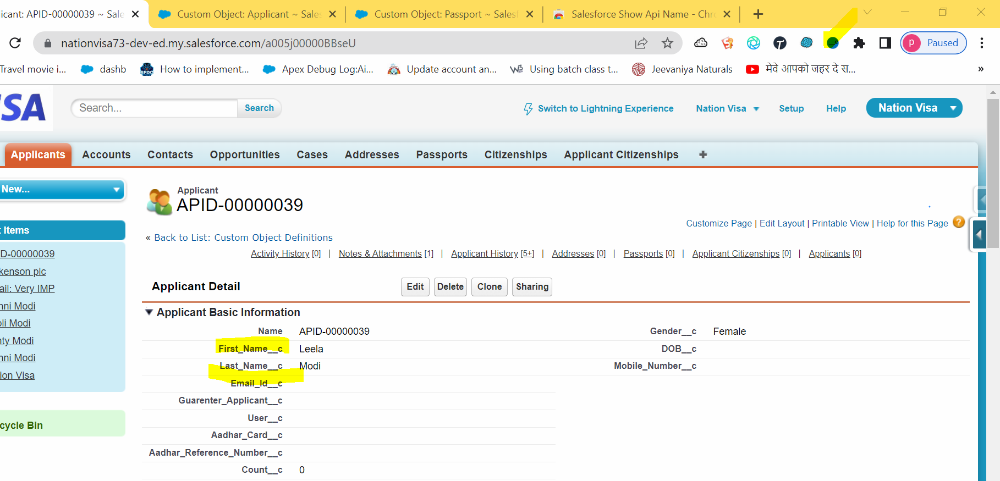 icant: APID-00000039 ~ Sale
Custom Object: Applicant ~ Sales
Custom Object: Passport ~ Salesf
Salesforce Show Api Name - Chro
nationvisa73-dev-ed.my.salesforce.com/a005j00000BBseU
p Paused
Travel movie i...
dashb
How to implement...
Apex Debug Log:Ai...
Update account an...
Using batch class t...
Jeevaniya Naturals
मेवे आपको जहर दे स...
»
SFOC
SA
Search...
Search
Switch to Lightning Experience
Nation Visa
Setup
Help
Nation Visa
Applicants
Accounts
Contacts
Opportunities
Cases
Addresses
Passports
Citizenships
Applicant Citizenships
New...
t Items
D-00000039
kenson plc
ail: Very IMP
nni Modi
oli Modi
nty Modi
nni Modi
ion Visa
cycle Bin
Applicant
APID-00000039
Customize Page | Edit Layout | Printable View | Help for this Page ?
« Back to List: Custom Object Definitions
Activity History [0] | Notes & Attachments [1] | Applicant History [5+] | Addresses [0] | Passports [0] | Applicant Citizenships [0] | Applicants [0]
Applicant Detail
Edit
Delete
Clone
Sharing
Applicant Basic Information
Name APID-00000039
Gender__c Female
First_Name__c Leela
DOB__c
Last_Name__c Modi
Mobile_Number__c
Email_Id__c
Guarenter_Applicant__c
User__c
Aadhar_Card__c
Aadhar_Reference_Number__c
Count__c 0